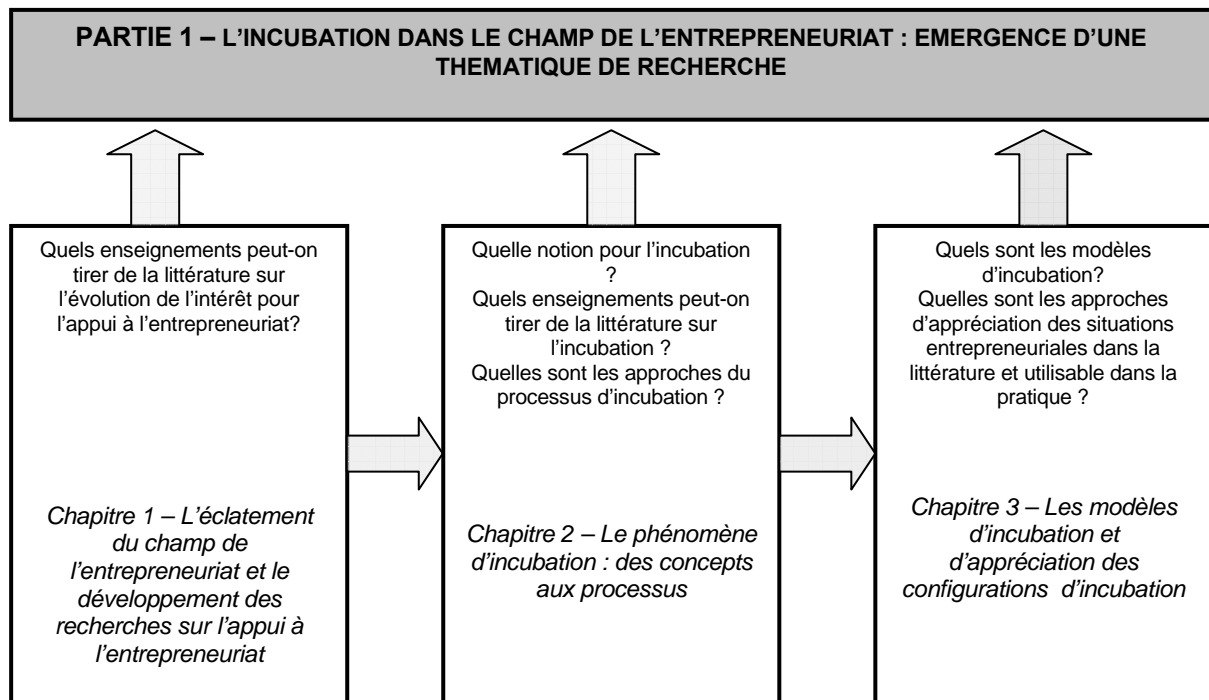 PARTIE 1 – L’INCUBATION DANS LE CHAMP DE L’ENTREPRENEURIAT : EMERGENCE D’UNE
THEMATIQUE DE RECHERCHE
Quels enseignements peut-on
tirer de la littérature sur
l’évolution de l’intérêt pour
l’appui à l’entrepreneuriat?
Chapitre 1 – L’éclatement
du champ de
l’entrepreneuriat et le
développement des
recherches sur l’appui à
l’entrepreneuriat
Quelle notion pour l’incubation
?
Quels enseignements peut-on
tirer de la littérature sur
l’incubation ?
Quelles sont les approches du
processus d’incubation ?
Chapitre 2 – Le phénomène
d’incubation : des concepts
aux processus
Quels sont les modèles
d’incubation?
Quelles sont les approches
d’appréciation des situations
entrepreneuriales dans la
littérature et utilisable dans la
pratique ?
Chapitre 3 – Les modèles
d’incubation et
d’appréciation des
configurations d’incubation